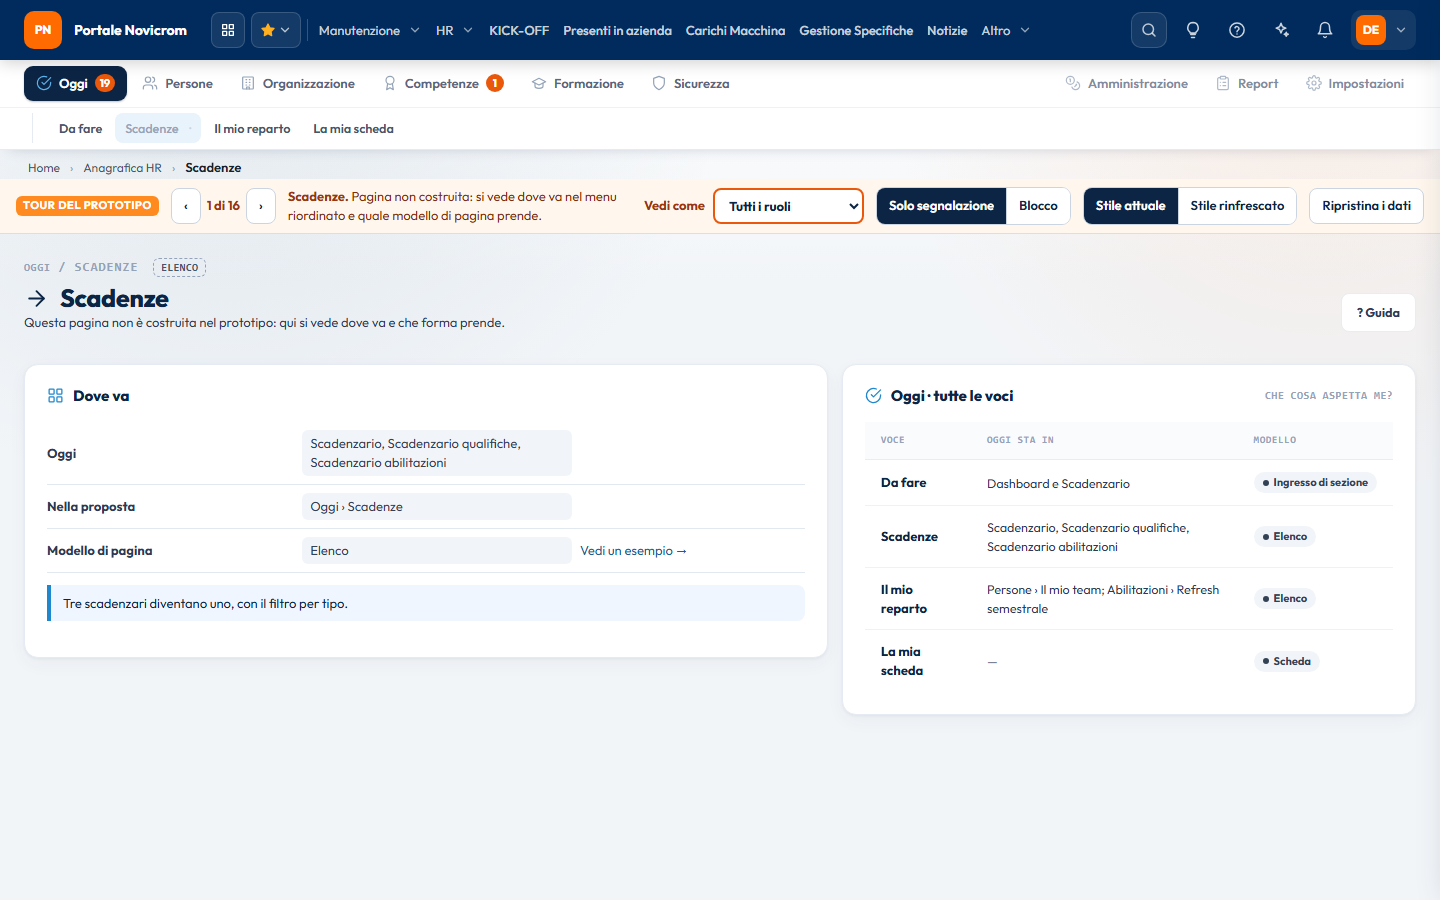 PN Portale Novicrom Manutenzione HR KICK-OFF Presenti in azienda Carichi Macchina Gestione Specifiche Notizie Altro DE
Oggi 19 Persone Organizzazione Competenze 1 Formazione Sicurezza Amministrazione Report Impostazioni
Da fare Scadenze · Il mio reparto La mia scheda
Home › Anagrafica HR › Scadenze
TOUR DEL PROTOTIPO ‹ 1 di 16 › Scadenze. Pagina non costruita: si vede dove va nel menu
riordinato e quale modello di pagina prende.
Vedi come Tutti i ruoli Solo segnalazione Blocco Stile attuale Stile rinfrescato Ripristina i dati
OGGI / SCADENZE ELENCO
→ Scadenze
Questa pagina non è costruita nel prototipo: qui si vede dove va e che forma prende.
? Guida
Dove va
Oggi Scadenzario, Scadenzario qualifiche,
Scadenzario abilitazioni
Nella proposta Oggi › Scadenze
Modello di pagina Elenco Vedi un esempio →
Tre scadenzari diventano uno, con il filtro per tipo.
Oggi · tutte le voci CHE COSA ASPETTA ME?
VOCE OGGI STA IN MODELLO
Da fare Dashboard e Scadenzario Ingresso di sezione
Scadenze Scadenzario, Scadenzario qualifiche,
Scadenzario abilitazioni Elenco
Il mio
reparto Persone › Il mio team; Abilitazioni › Refresh
semestrale Elenco
La mia
scheda — Scheda